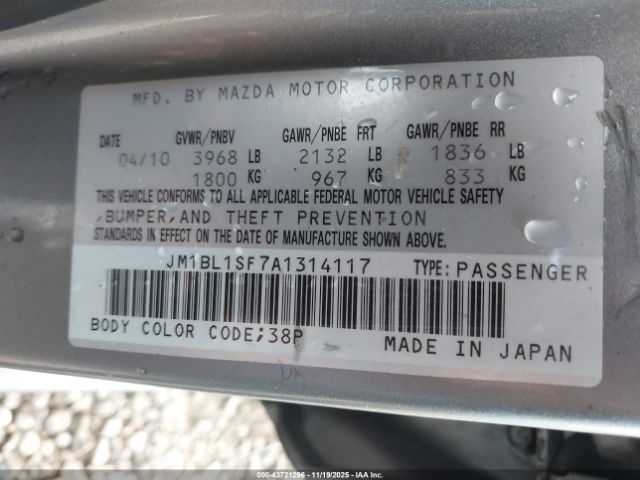 MFD. BY MAZDA MOTOR CORPORATION
DATE GVWR/PNBV GAWR/PNBE FRT GAWR/PNBE RR
04/10 3968 LB 2132 LB 1836 LB
1800 KG 967 KG 833 KG
THIS VEHICLE CONFORMS TO ALL APPLICABLE FEDERAL MOTOR VEHICLE SAFETY
,BUMPER,AND THEFT PREVENTION
STANDARDS IN EFFECT ON THE DATE OF MANUFACTURE SHOWN ABOVE.
JM1BL1SF7A1314117 TYPE:PASSENGER
BODY COLOR CODE;38P
MADE IN JAPAN
000-43721296 - 11/19/2025 - IAAI.COM